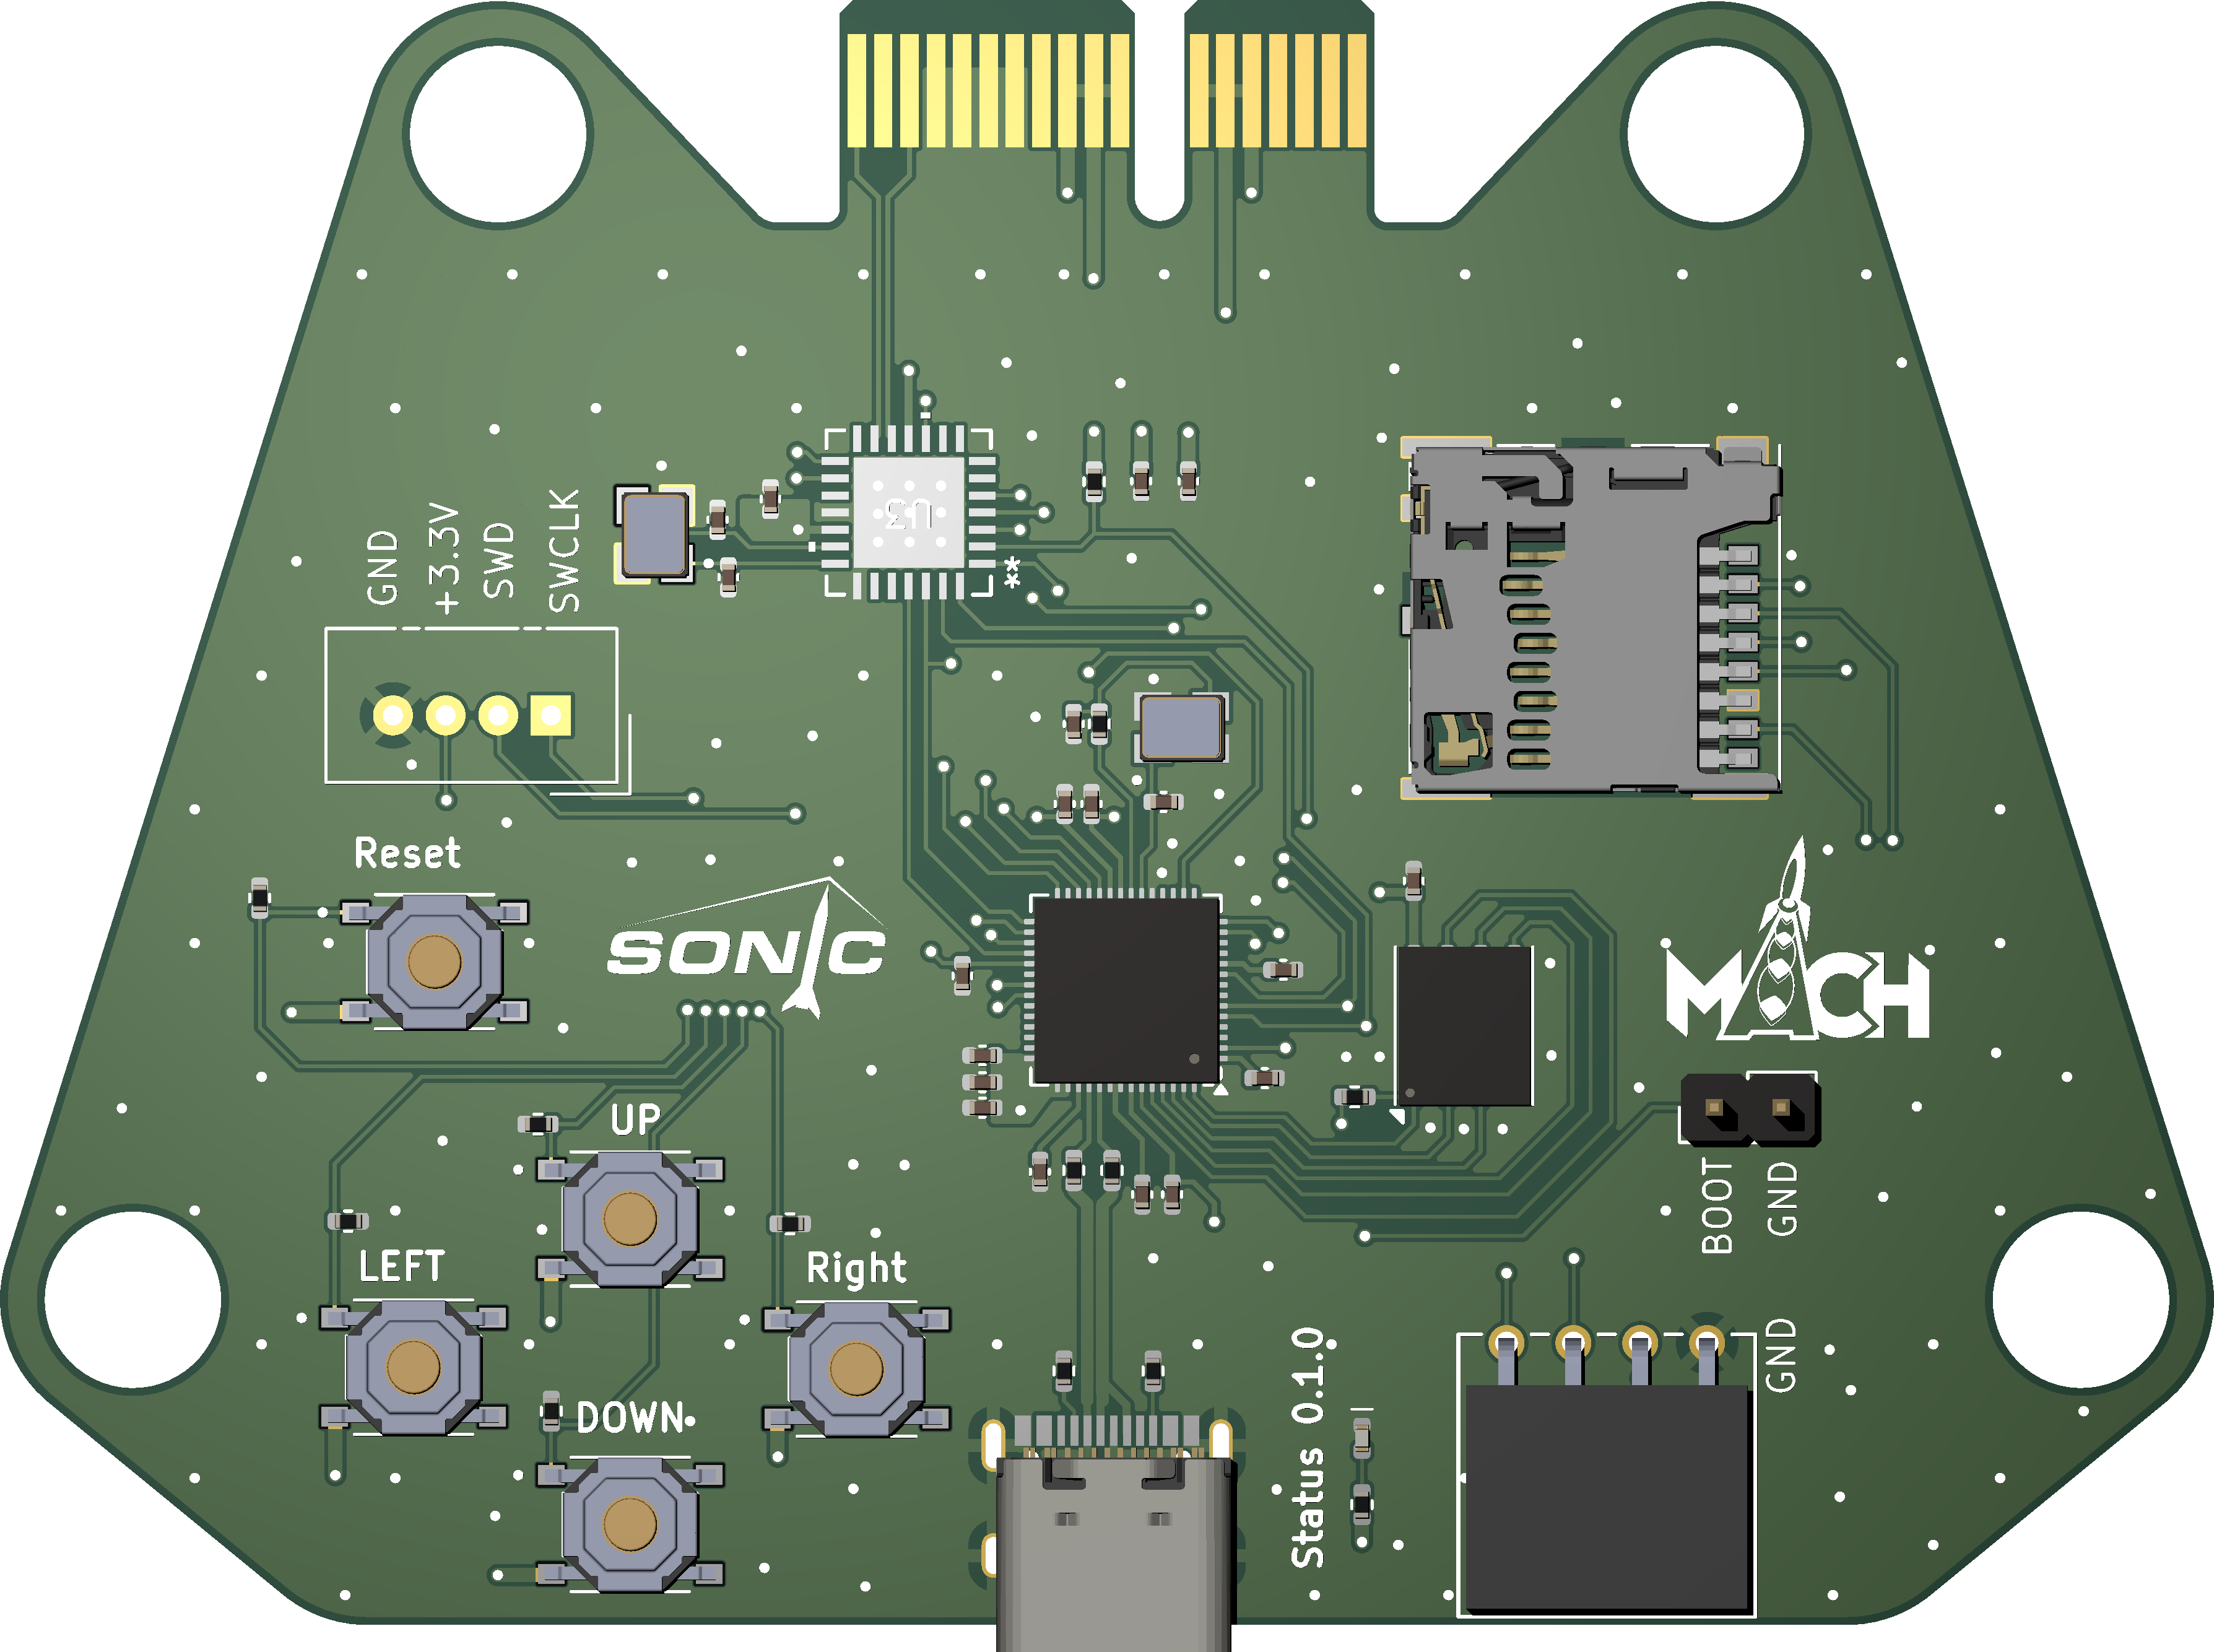 U3
**
GND
+3.3V
SWD
SWCLK
Reset
SONIC
MACH
UP
BOOT
GND
LEFT
Right
GND
DOWN
Status 0.1.0